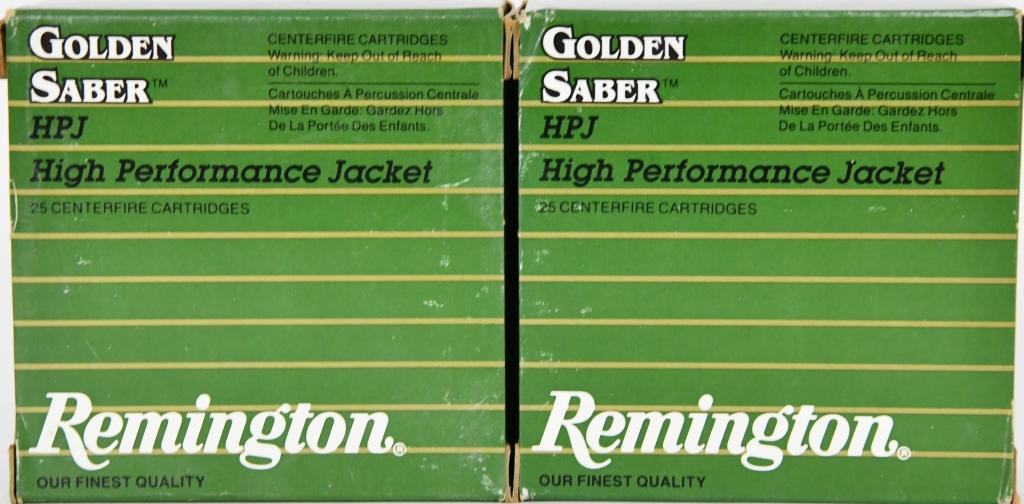 GOLDEN
SABER™
HPJ
High Performance Jacket
25 CENTERFIRE CARTRIDGES
CENTERFIRE CARTRIDGES
Warning: Keep Out of Reach
of Children.
Cartouches À Percussion Centrale
Mise En Garde: Gardez Hors
De La Portée Des Enfants.
Remington®
OUR FINEST QUALITY
GOLDEN
SABER™
HPJ
High Performance Jacket
25 CENTERFIRE CARTRIDGES
CENTERFIRE CARTRIDGES
Warning: Keep Out of Reach
of Children.
Cartouches À Percussion Centrale
Mise En Garde: Gardez Hors
De La Portée Des Enfants.
Remington®
OUR FINEST QUALITY